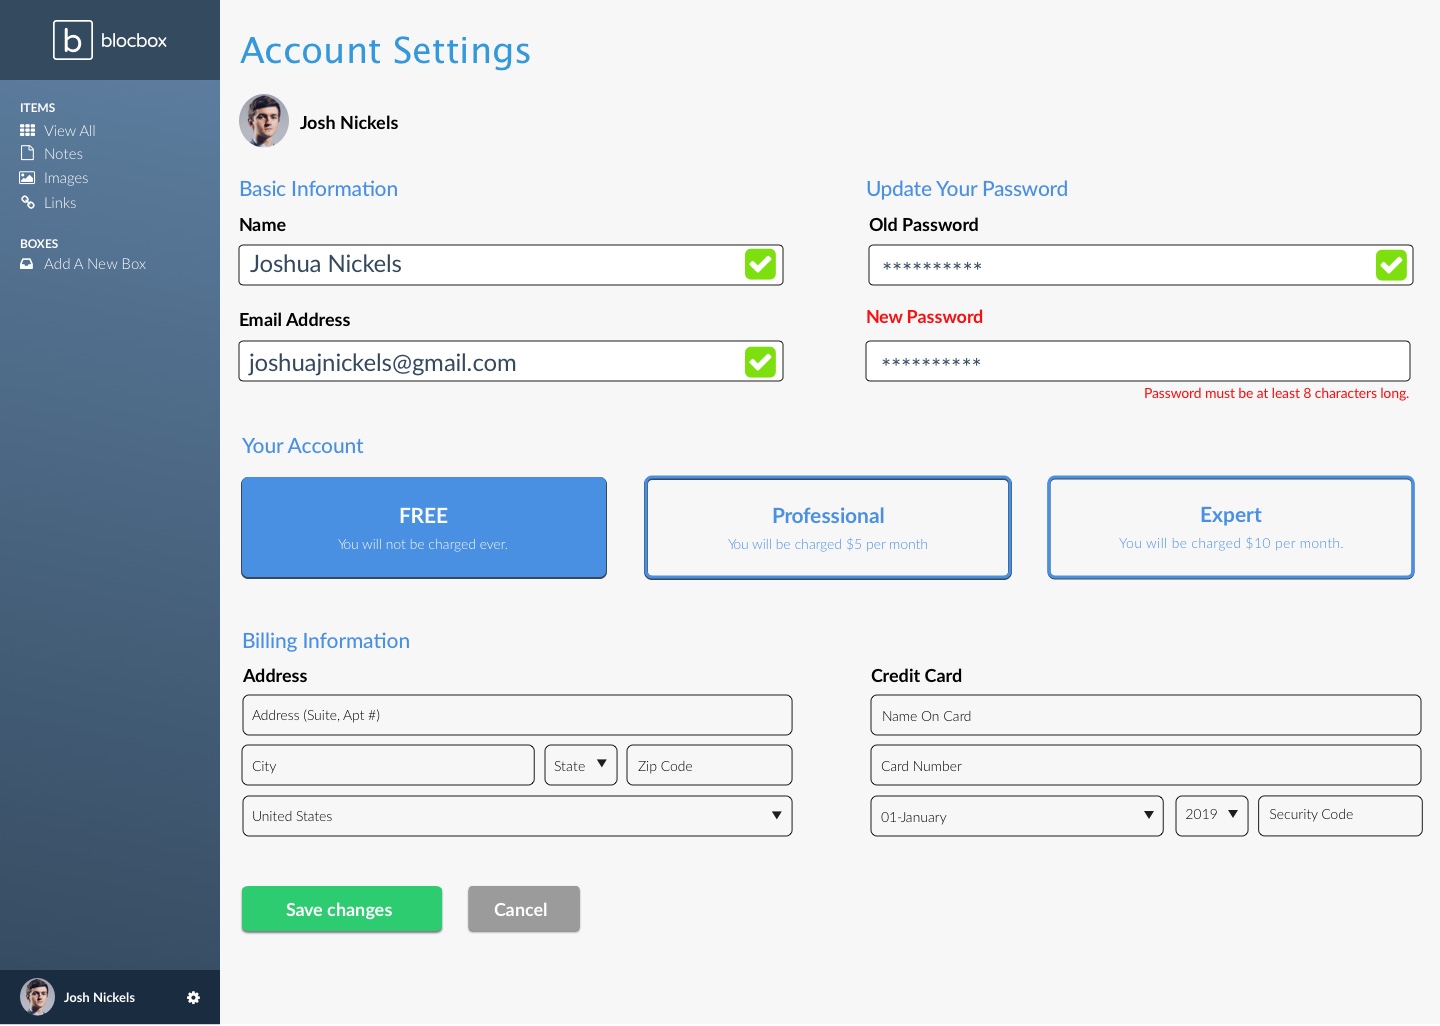 b blocbox
ITEMS
View All
Notes
Images
Links
BOXES
Add A New Box
Josh Nickels
Account Settings
Josh Nickels
Basic Information
Name
Joshua Nickels
Email Address
joshuajnickels@gmail.com
Update Your Password
Old Password
**********
New Password
**********
Password must be at least 8 characters long.
Your Account
FREE
You will not be charged ever.
Professional
You will be charged $5 per month
Expert
You will be charged $10 per month.
Billing Information
Address
Address (Suite, Apt #)
City
State
Zip Code
United States
Credit Card
Name On Card
Card Number
01-January
2019
Security Code
Save changes
Cancel